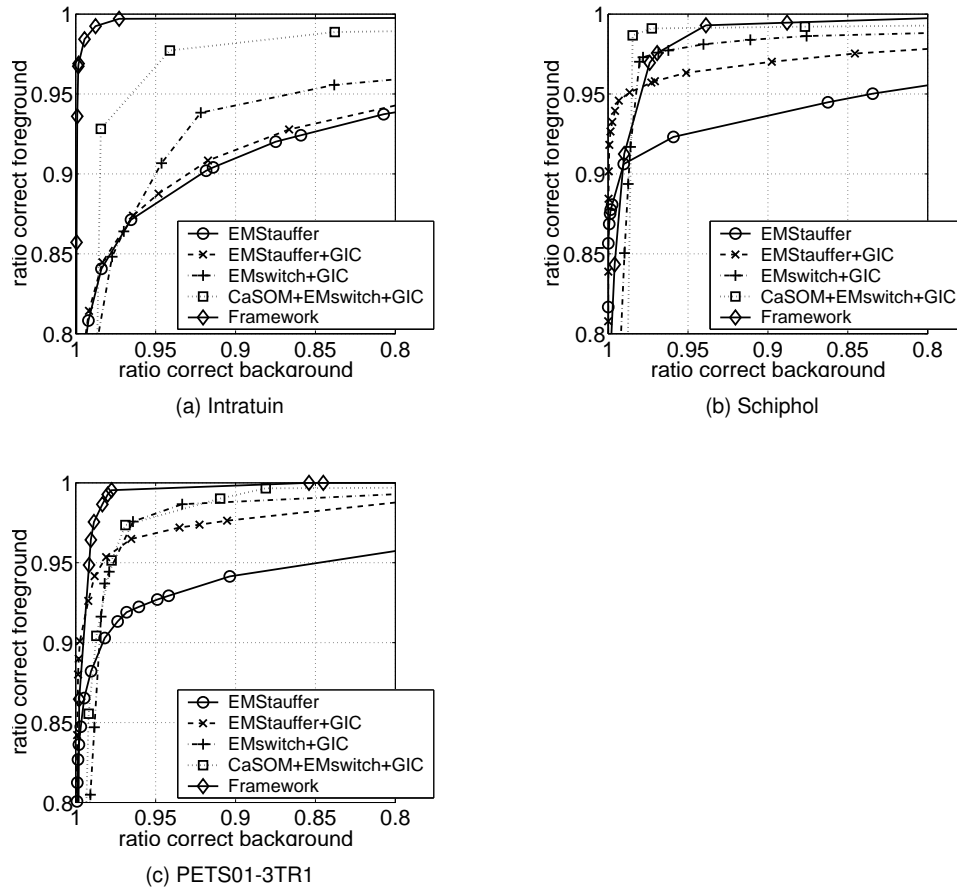 1
0.95
0.9
0.85
0.8
ratio correct foreground
1 0.95 0.9 0.85 0.8
ratio correct background
EMStauffer
EMStauffer+GIC
EMswitch+GIC
CaSOM+EMswitch+GIC
Framework
(a) Intratuin
1
0.95
0.9
0.85
0.8
ratio correct foreground
1 0.95 0.9 0.85 0.8
ratio correct background
EMStauffer
EMStauffer+GIC
EMswitch+GIC
CaSOM+EMswitch+GIC
Framework
(b) Schiphol
1
0.95
0.9
0.85
0.8
ratio correct foreground
1 0.95 0.9 0.85 0.8
ratio correct background
EMStauffer
EMStauffer+GIC
EMswitch+GIC
CaSOM+EMswitch+GIC
Framework
(c) PETS01-3TR1